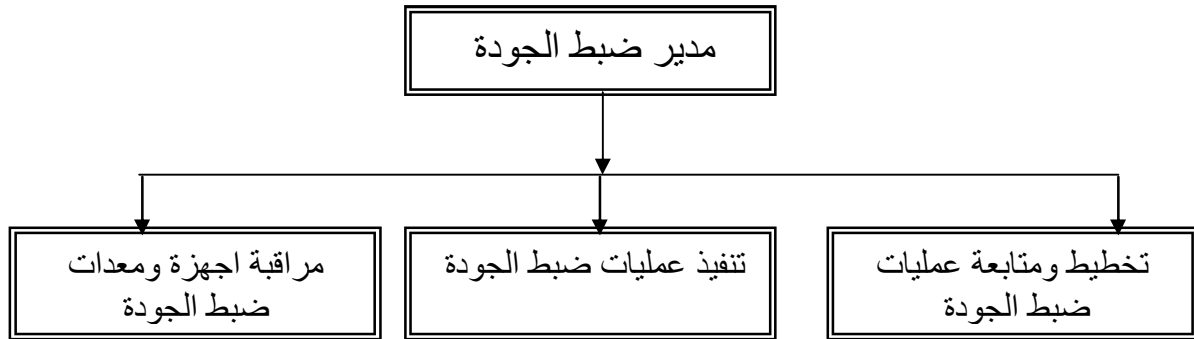 مدير ضبط الجودة
تخطيط ومتابعة عمليات
ضبط الجودة
تنفيذ عمليات ضبط الجودة
مراقبة اجهزة ومعدات
ضبط الجودة